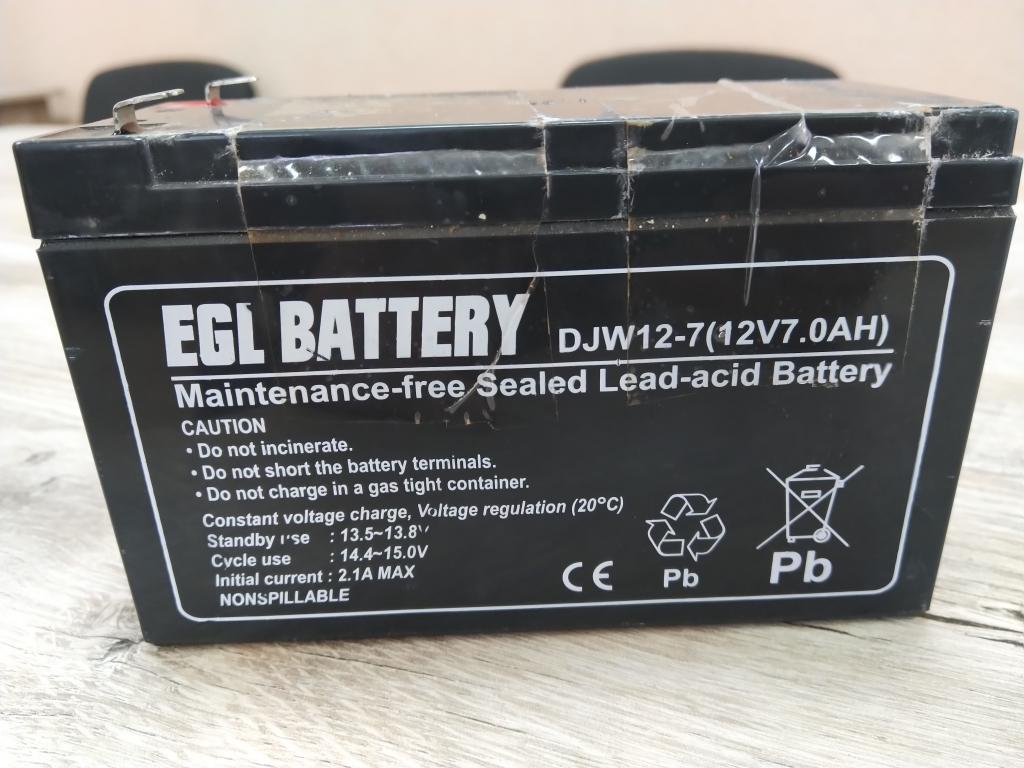 EGL BATTERY DJW12-7(12V7.0AH)
Maintenance-free Sealed Lead-acid Battery
CAUTION
• Do not incinerate.
• Do not short the battery terminals.
• Do not charge in a gas tight container.
Constant voltage charge, Voltage regulation (20°C)
Standby use : 13.5~13.8V
Cycle use : 14.4~15.0V
Initial current : 2.1A MAX
NONSPILLABLE
CE
Pb
Pb